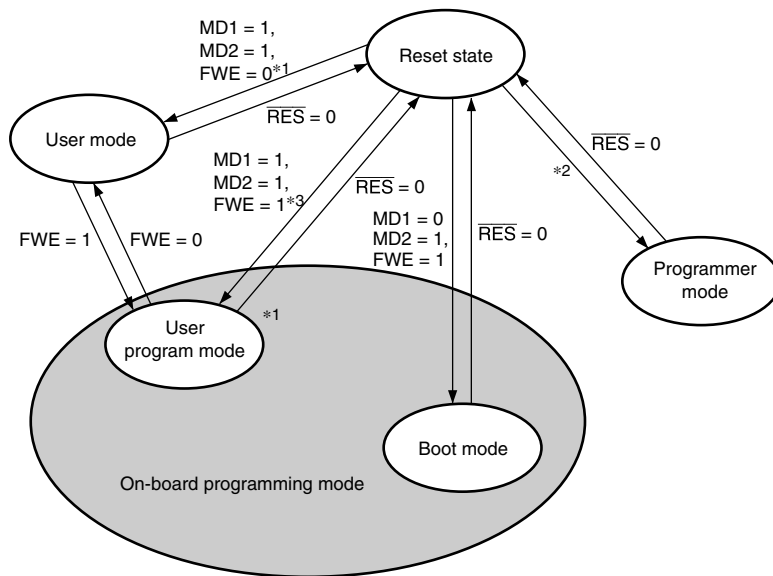 MD1 = 1,
MD2 = 1,
FWE = 0*1
Reset state
RES = 0
User mode
MD1 = 1,
MD2 = 1,
FWE = 1*3
RES = 0
MD1 = 0
MD2 = 1,
FWE = 1
RES = 0
*2
RES = 0
FWE = 1
FWE = 0
Programmer
mode
User
program mode
*1
Boot mode
On-board programming mode